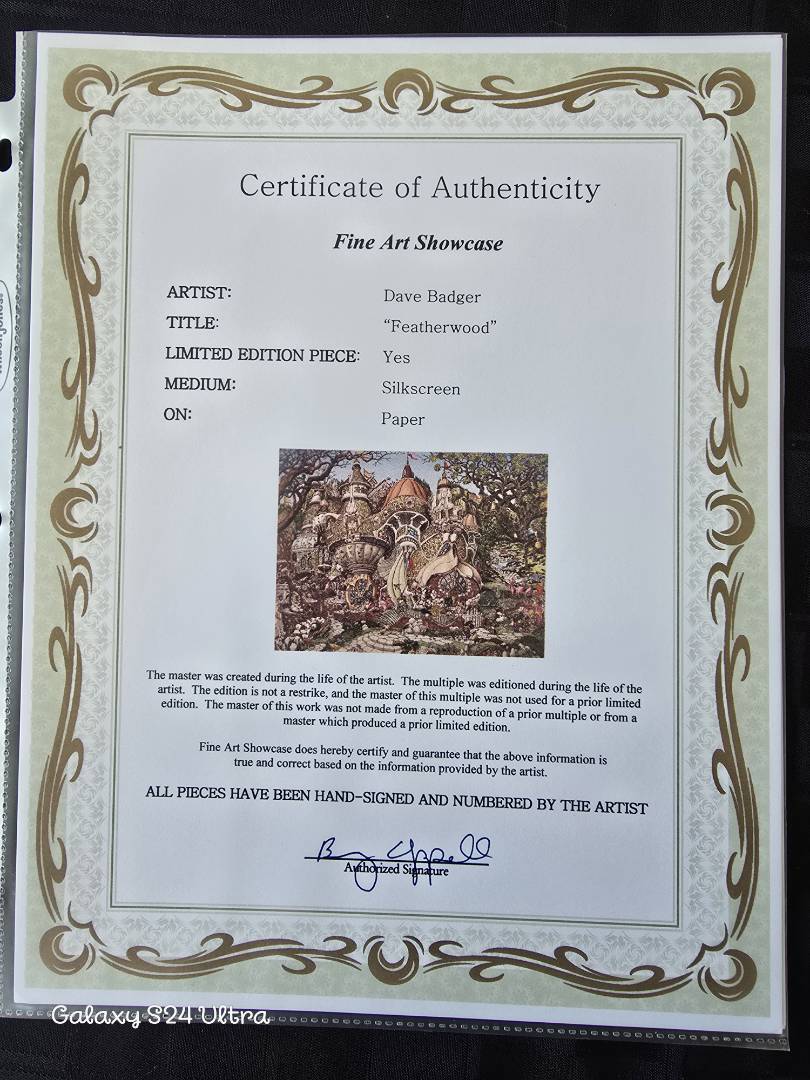 Certificate of Authenticity
Fine Art Showcase
ARTIST: Dave Badger
TITLE: “Featherwood”
LIMITED EDITION PIECE: Yes
MEDIUM: Silkscreen
ON: Paper
The master was created during the life of the artist. The multiple was editioned during the life of the
artist. The edition is not a restrike, and the master of this multiple was not used for a prior limited
edition. The master of this work was not made from a reproduction of a prior multiple or from a
master which produced a prior limited edition.
Fine Art Showcase does hereby certify and guarantee that the above information is
true and correct based on the information provided by the artist.
ALL PIECES HAVE BEEN HAND-SIGNED AND NUMBERED BY THE ARTIST
Authorized Signature
Galaxy S24 Ultra